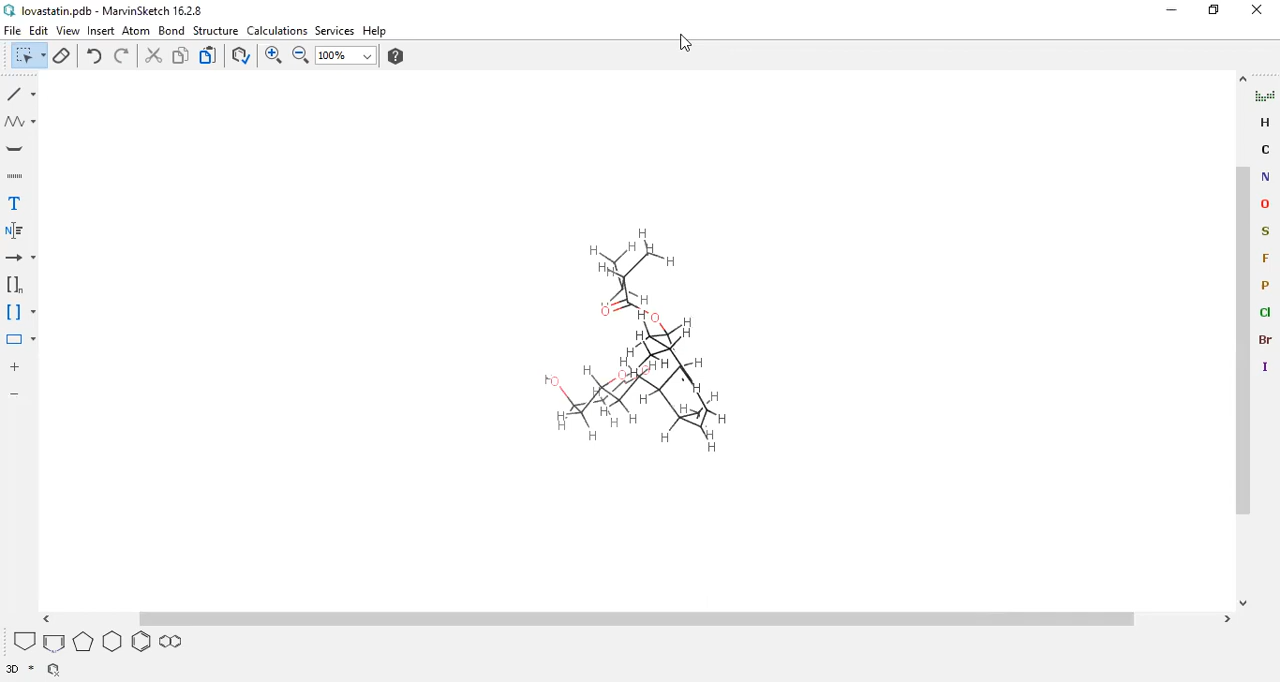 lovastatin.pdb - MarvinSketch 16.2.8
File Edit View Insert Atom Bond Structure Calculations Services Help
100%
H
C
N
O
S
F
P
Cl
Br
I
T
N
[]n
[]
H
H H H
H H H
H
O H
H O H
H H
H
H H H
O O H
HO H
H H
H H H H
H H H H
H H H
H H H
H
3D *